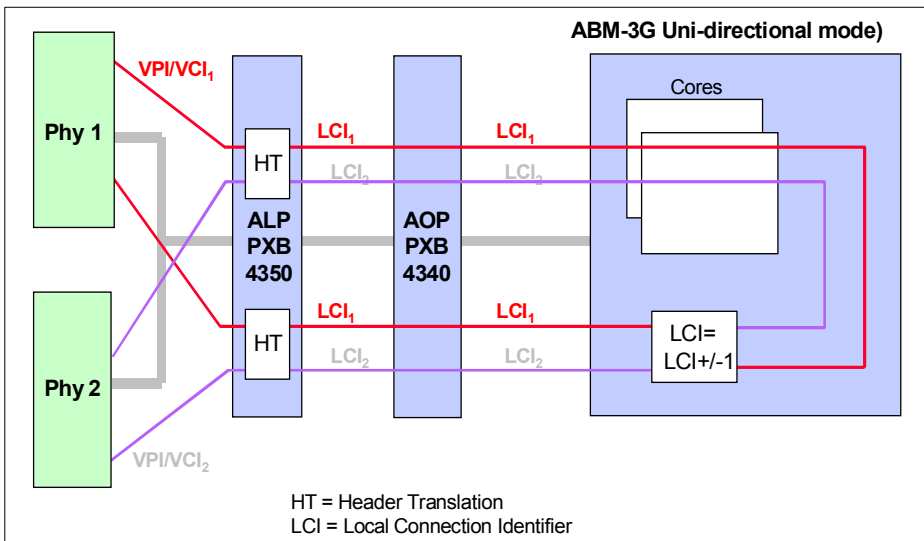 ABM-3G Uni-directional mode)
VPI/VCI1
Cores
Phy 1
LCI1
LCI1
HT
LCI2
LCI2
ALP
PXB
4350
AOP
PXB
4340
LCI1
LCI1
HT
LCI=
LCI+/-1
LCI2
LCI2
Phy 2
VPI/VCI2
HT = Header Translation
LCI = Local Connection Identifier